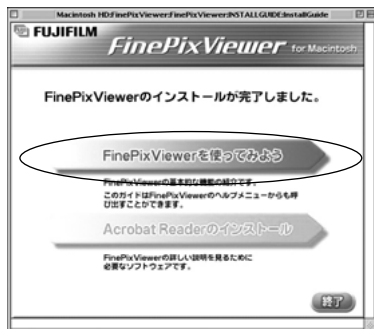 Macintosh HD:FinePixViewer:FinePixViewer:INSTALL GUIDE:InstallGuide
FUJIFILM
FinePixViewer for Macintosh
FinePixViewerのインストールが完了しました。
FinePixViewerを使ってみよう
FinePixViewerの基本的な機能の紹介です。
このガイドはFinePixViewerのヘルプメニューからも呼
び出すことができます。
Acrobat Readerのインストール
FinePixViewerの詳しい説明を見るために
必要なソフトウェアです。
終了